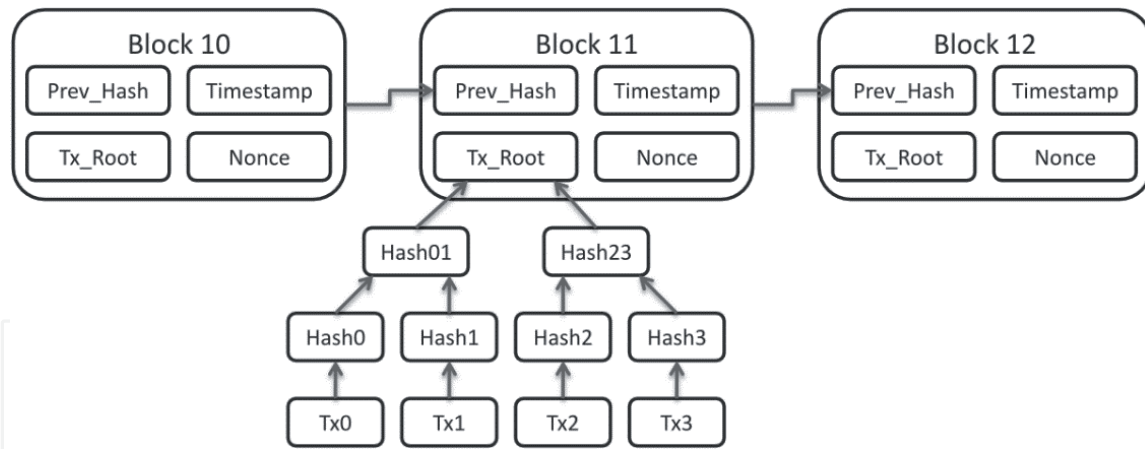 Block 10
Block 11
Block 12
Prev_Hash
Timestamp
Prev_Hash
Timestamp
Prev_Hash
Timestamp
Tx_Root
Nonce
Tx_Root
Nonce
Tx_Root
Nonce
Hash01
Hash23
Hash0
Hash1
Hash2
Hash3
Tx0
Tx1
Tx2
Tx3